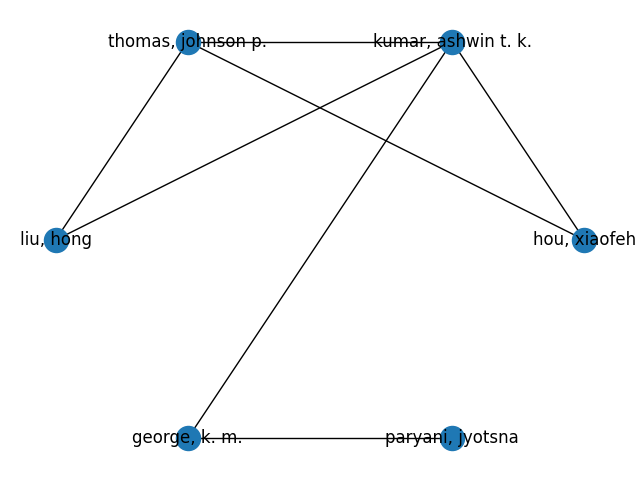 thomas, johnson p.
kumar, ashwin t. k.
liu, hong
hou, xiaofeh
george, k. m.
paryani, jyotsna